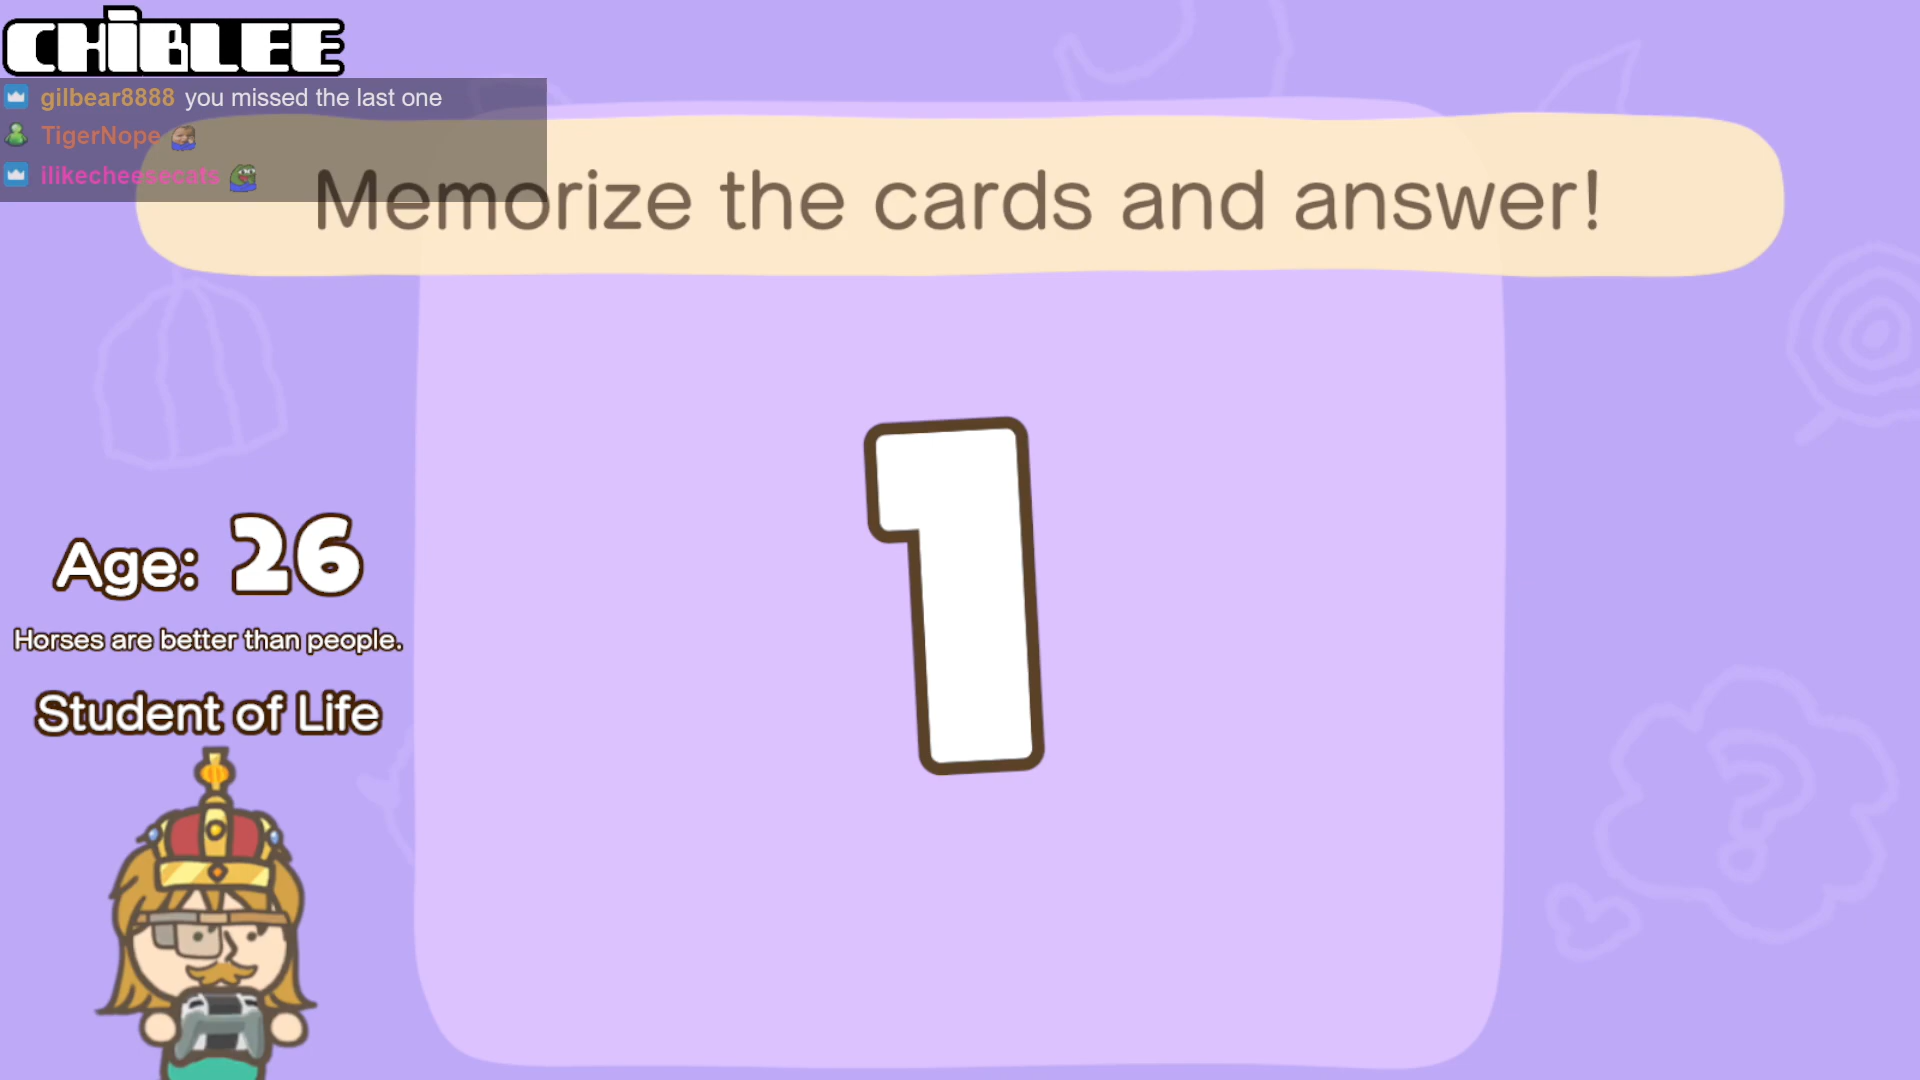 CHiBLEE
gilbear8888 you missed the last one
TigerNope
ilikecheesecats
Memorize the cards and answer!
1
Age: 26
Horses are better than people.
Student of Life